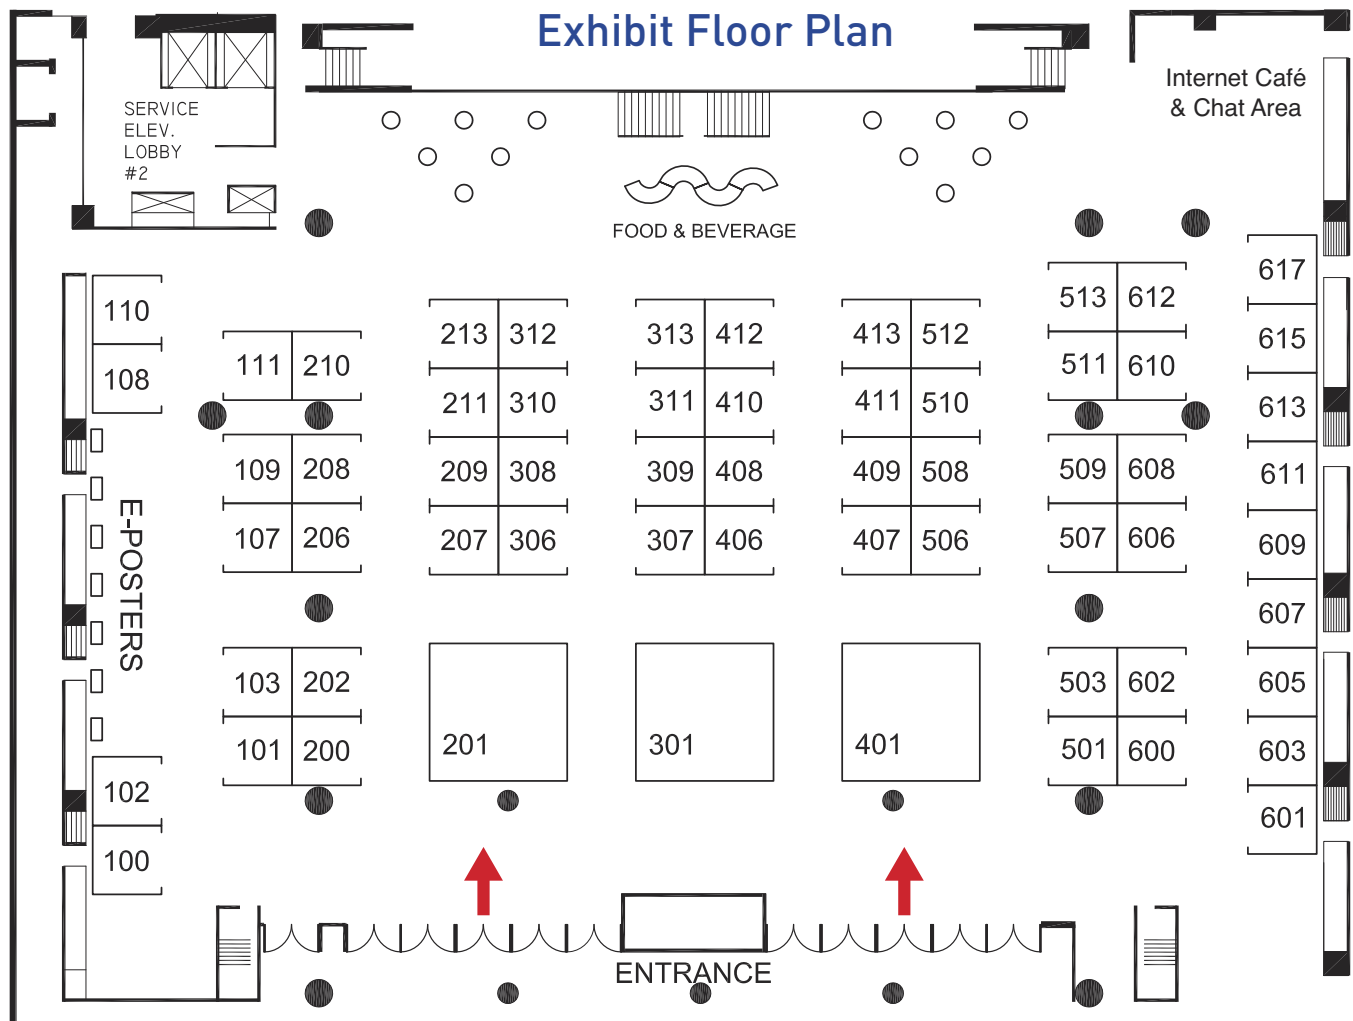 Exhibit Floor Plan
Internet Café
& Chat Area
SERVICE
ELEV.
LOBBY
#2
FOOD & BEVERAGE
617
513 612
110
213 312 313 412 413 512
615
111 210
511 610
108
211 310 311 410 411 510
613
109 208
209 308 309 408 409 508
509 608
611
E-POSTERS
107 206
207 306 307 406 407 506
507 606
609
607
103 202
503 602
605
101 200
201 301 401
501 600
603
102
601
100
ENTRANCE